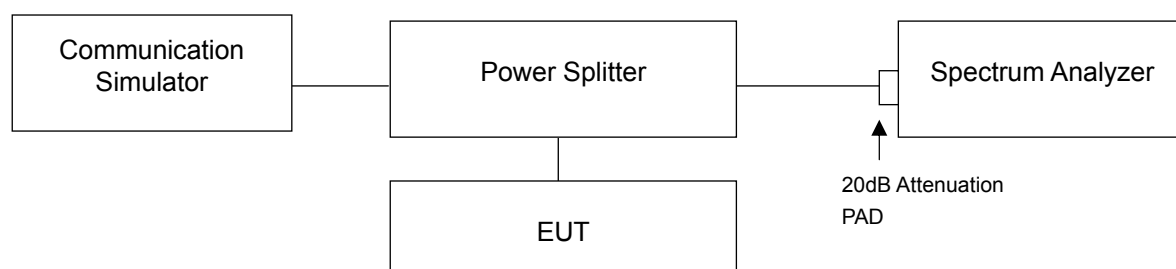 Communication
Simulator
Power Splitter
Spectrum Analyzer
20dB Attenuation
PAD
EUT